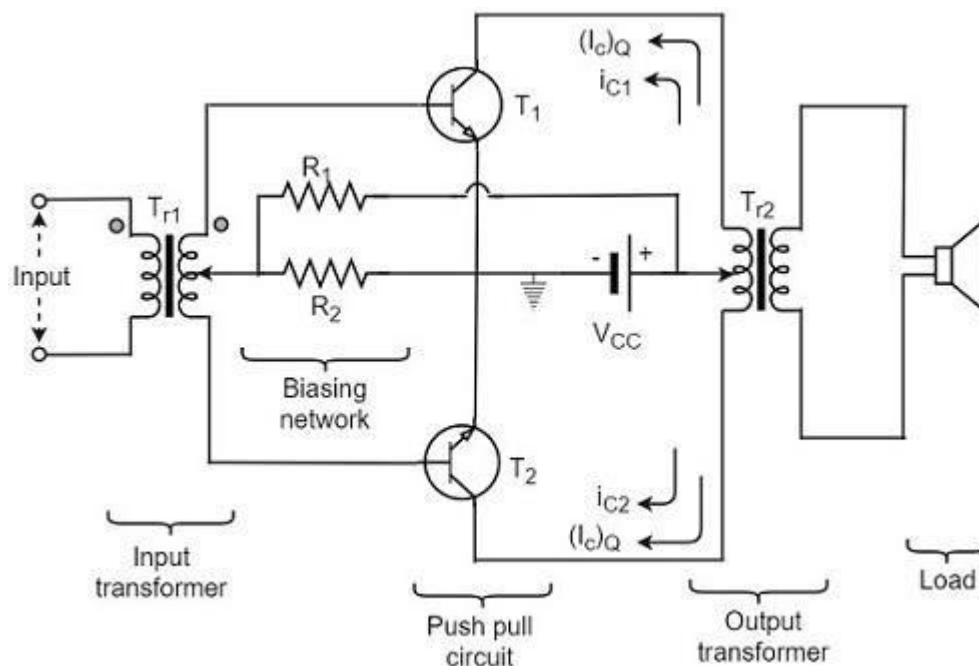 (Ic)Q
iC1
T1
R1
Tr1
Tr2
Input
- +
R2
VCC
Biasing
network
T2
iC2
(Ic)Q
Input
transformer
Push pull
circuit
Output
transformer
Load